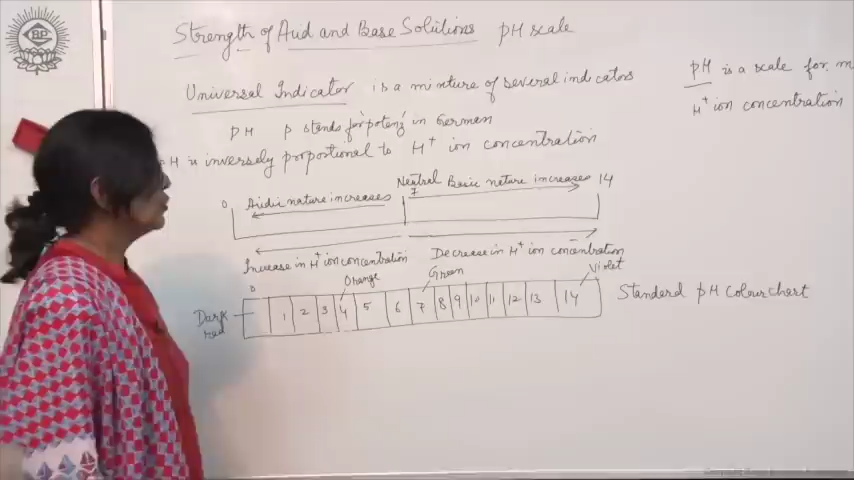 Strength of Acid and Base Solutions pH scale
Universal Indicator is a mixture of several indicators
pH is a scale for m
H+ ion concentration
pH p stands for 'potenz' in German
pH is inversely proportional to H+ ion concentration
Neutral
0 Acidic nature increases 7 Basic nature increases 14
Increase in H+ ion concentration Decrease in H+ ion concentration
0 Orange Green Violet
Dark red
1 2 3 4 5 6 7 8 9 10 11 12 13 14
Standard pH colour chart